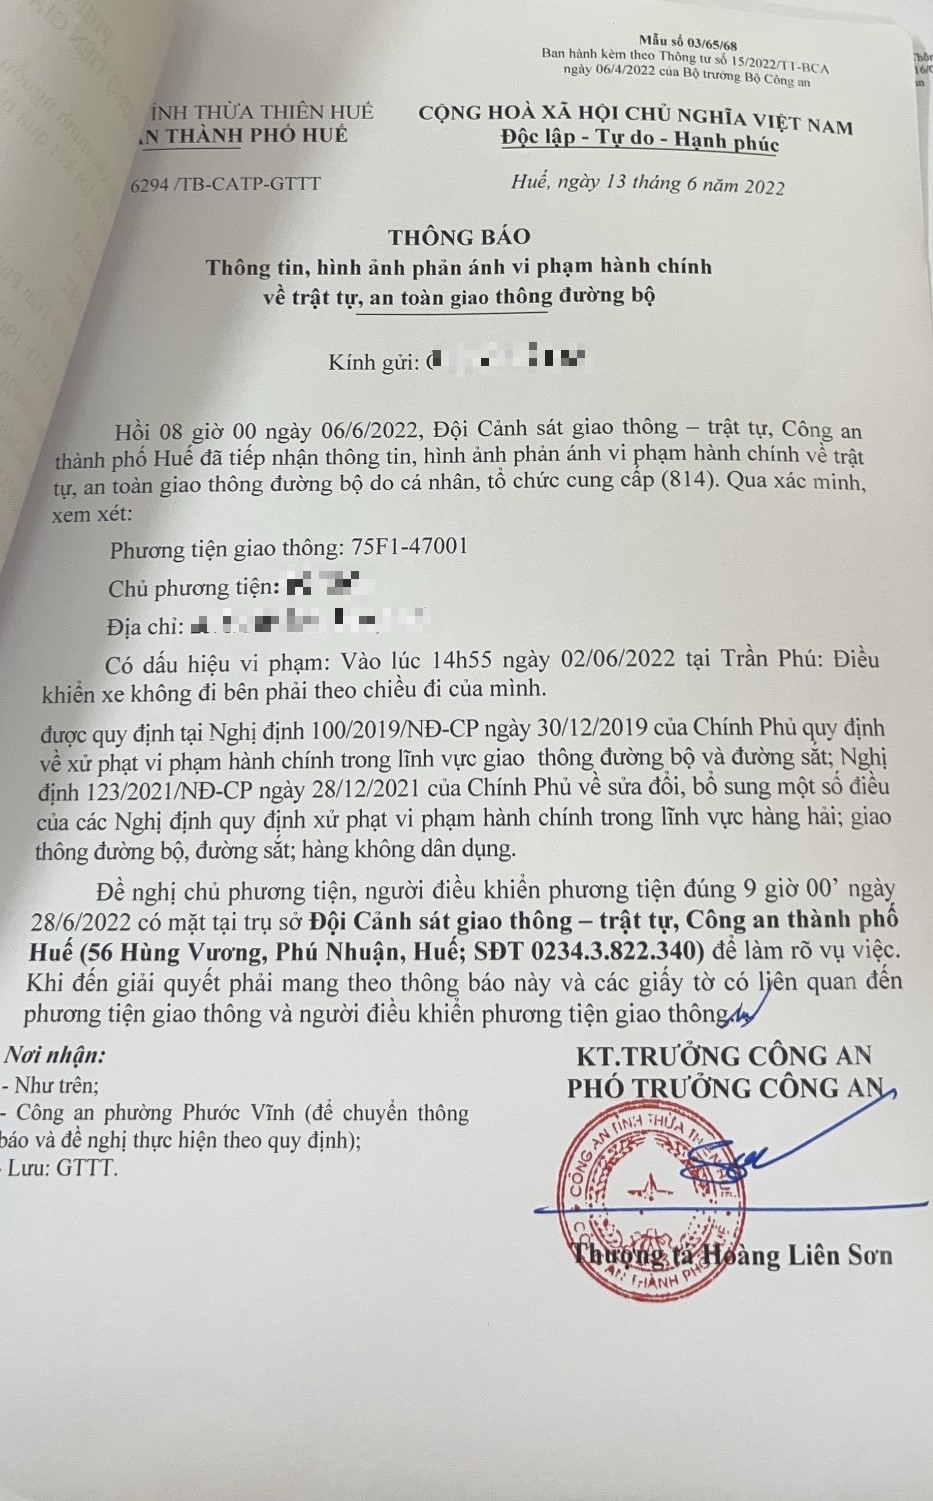 Mẫu số 03/65/68
Ban hành kèm theo Thông tư số 15/2022/TT-BCA
ngày 06/4/2022 của Bộ trưởng Bộ Công an
ỈNH THỪA THIÊN HUẾ
AN THÀNH PHỐ HUẾ
CỘNG HOÀ XÃ HỘI CHỦ NGHĨA VIỆT NAM
Độc lập - Tự do - Hạnh phúc
6294 /TB-CATP-GTTT
Huế, ngày 13 tháng 6 năm 2022
THÔNG BÁO
Thông tin, hình ảnh phản ánh vi phạm hành chính
về trật tự, an toàn giao thông đường bộ
Kính gửi:
Hồi 08 giờ 00 ngày 06/6/2022, Đội Cảnh sát giao thông – trật tự, Công an
thành phố Huế đã tiếp nhận thông tin, hình ảnh phản ánh vi phạm hành chính về trật
tự, an toàn giao thông đường bộ do cá nhân, tổ chức cung cấp (814). Qua xác minh,
xem xét:
Phương tiện giao thông: 75F1-47001
Chủ phương tiện:
Địa chỉ:
Có dấu hiệu vi phạm: Vào lúc 14h55 ngày 02/06/2022 tại Trần Phú: Điều
khiển xe không đi bên phải theo chiều đi của mình.
được quy định tại Nghị định 100/2019/NĐ-CP ngày 30/12/2019 của Chính Phủ quy định
về xử phạt vi phạm hành chính trong lĩnh vực giao thông đường bộ và đường sắt; Nghị
định 123/2021/NĐ-CP ngày 28/12/2021 của Chính Phủ về sửa đổi, bổ sung một số điều
của các Nghị định quy định xử phạt vi phạm hành chính trong lĩnh vực hàng hải; giao
thông đường bộ, đường sắt; hàng không dân dụng.
Đề nghị chủ phương tiện, người điều khiển phương tiện đúng 9 giờ 00’ ngày
28/6/2022 có mặt tại trụ sở Đội Cảnh sát giao thông – trật tự, Công an thành phố
Huế (56 Hùng Vương, Phú Nhuận, Huế; SĐT 0234.3.822.340) để làm rõ vụ việc.
Khi đến giải quyết phải mang theo thông báo này và các giấy tờ có liên quan đến
phương tiện giao thông và người điều khiển phương tiện giao thông.
Nơi nhận:
- Như trên;
- Công an phường Phước Vĩnh (để chuyển thông
báo và đề nghị thực hiện theo quy định);
- Lưu: GTTT.
KT.TRƯỞNG CÔNG AN
PHÓ TRƯỞNG CÔNG AN
CÔNG AN TỈNH THỪA THIÊN HUẾ
CÔNG AN THÀNH PHỐ HUẾ
Thượng tá Hoàng Liên Sơn